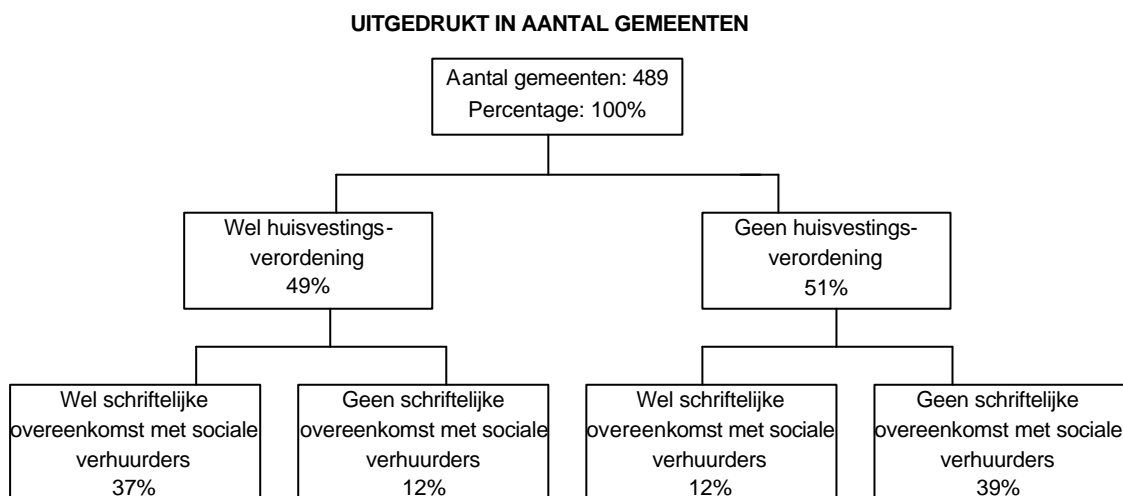 UITGEDRUKT IN AANTAL GEMEENTEN
Aantal gemeenten: 489
Percentage: 100%
Wel huisvestings-
verordening
49%
Geen huisvestings-
verordening
51%
Wel schriftelijke
overeenkomst met sociale
verhuurders
37%
Geen schriftelijke
overeenkomst met sociale
verhuurders
12%
Wel schriftelijke
overeenkomst met sociale
verhuurders
12%
Geen schriftelijke
overeenkomst met sociale
verhuurders
39%